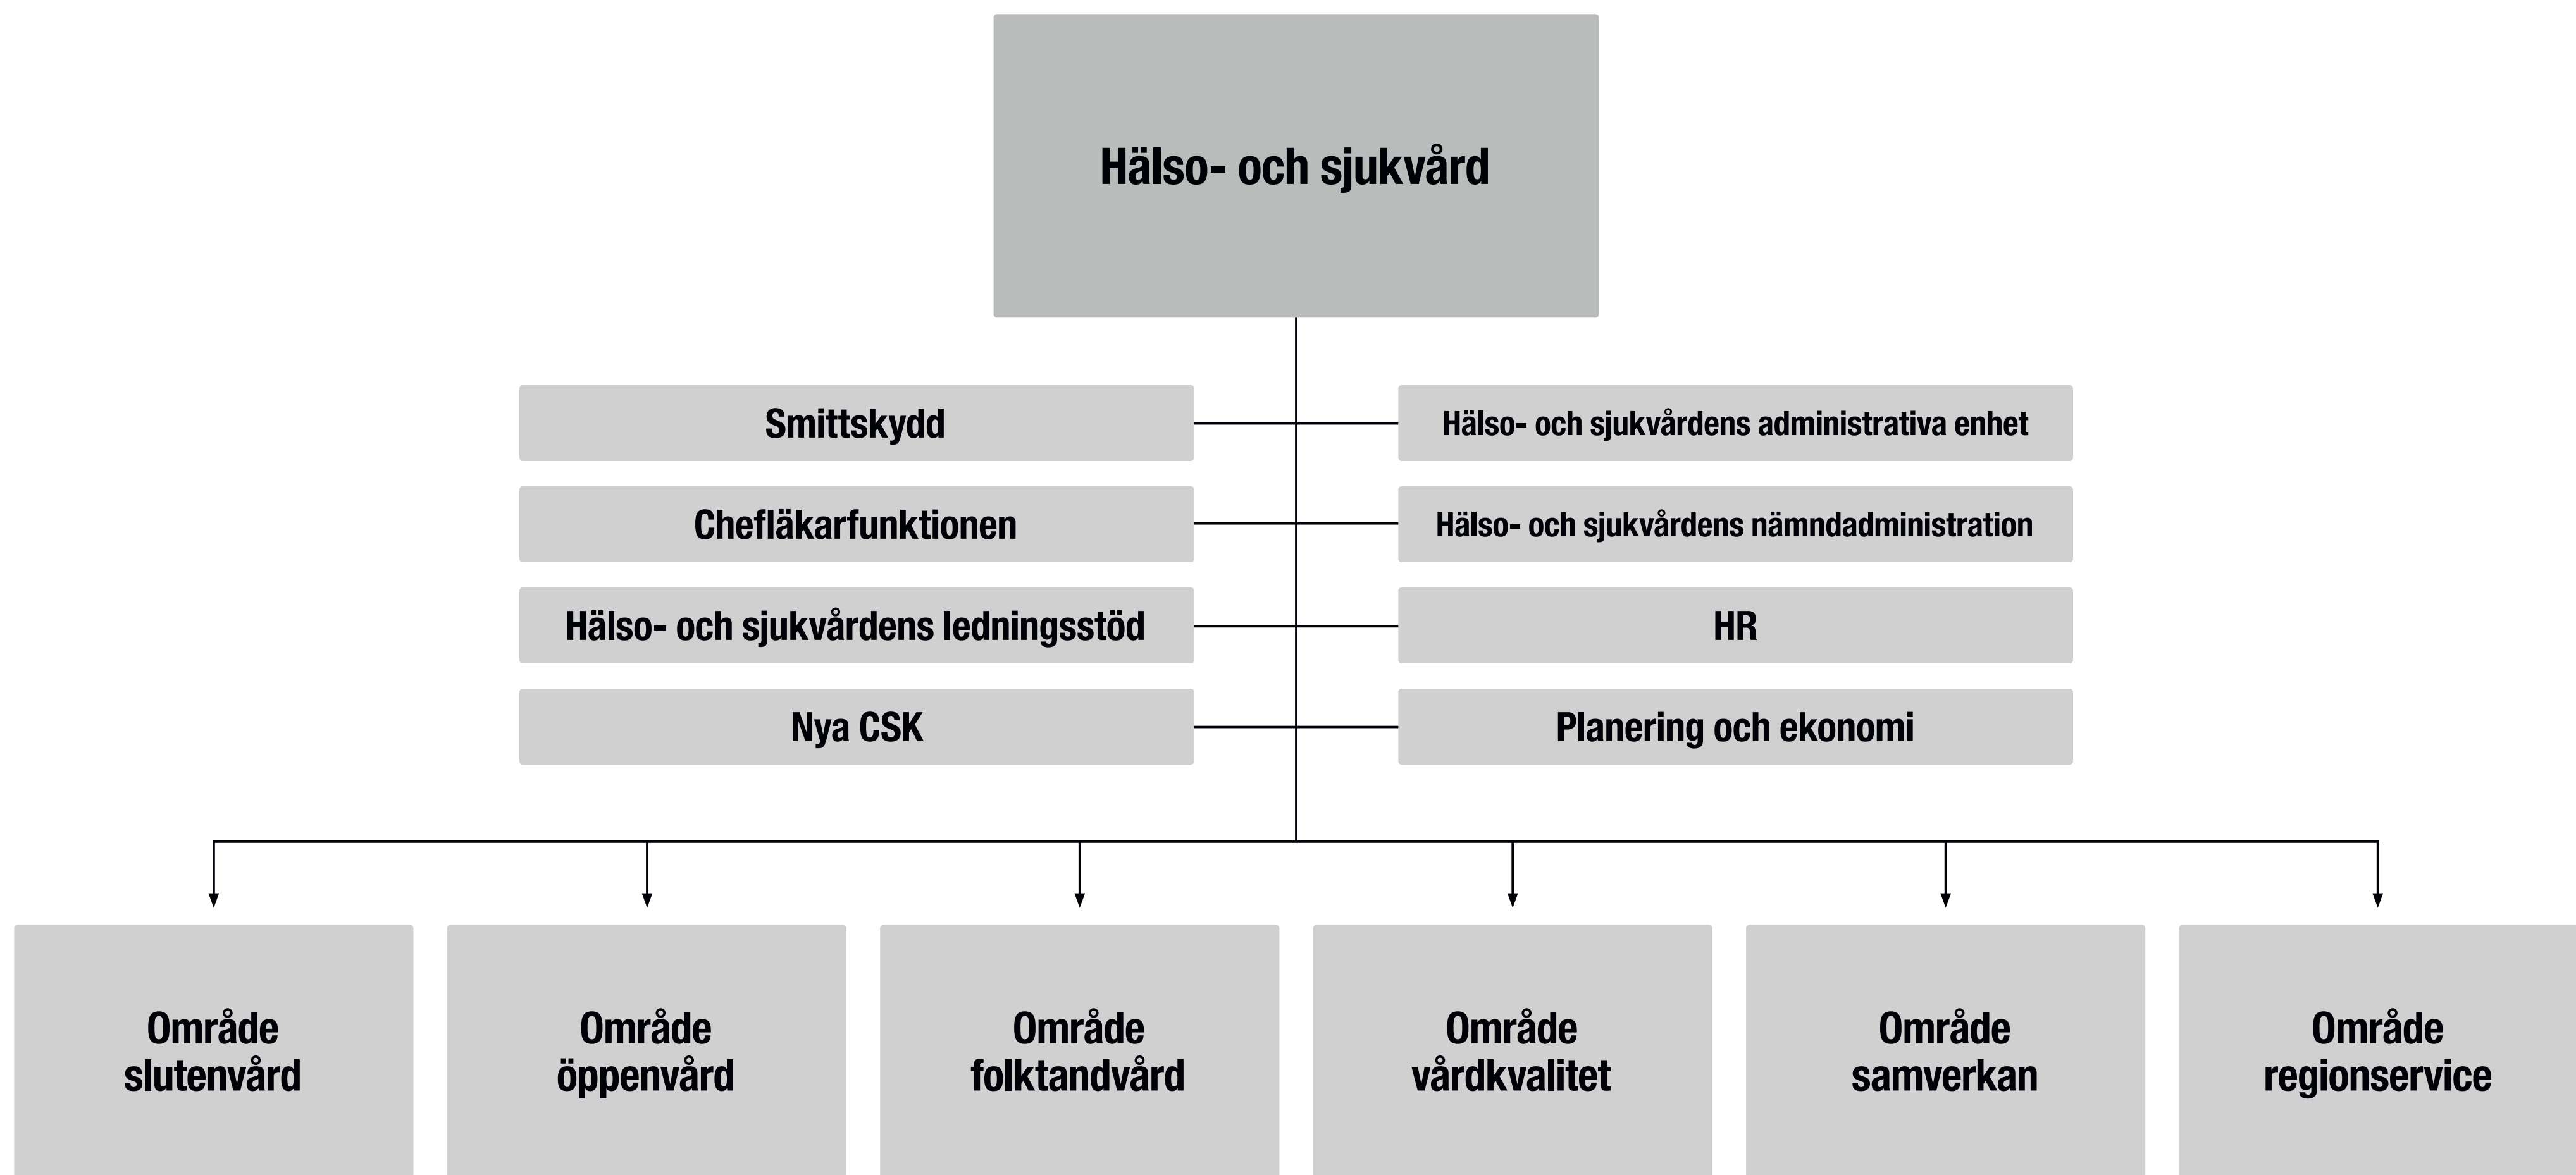 Hälso- och sjukvård
Smittskydd
Hälso- och sjukvårdens administrativa enhet
Chefläkarfunktionen
Hälso- och sjukvårdens nämndadministration
Hälso- och sjukvårdens ledningsstöd
HR
Nya CSK
Planering och ekonomi
Område
slutenvård
Område
öppenvård
Område
folktandvård
Område
vårdkvalitet
Område
samverkan
Område
regionservice